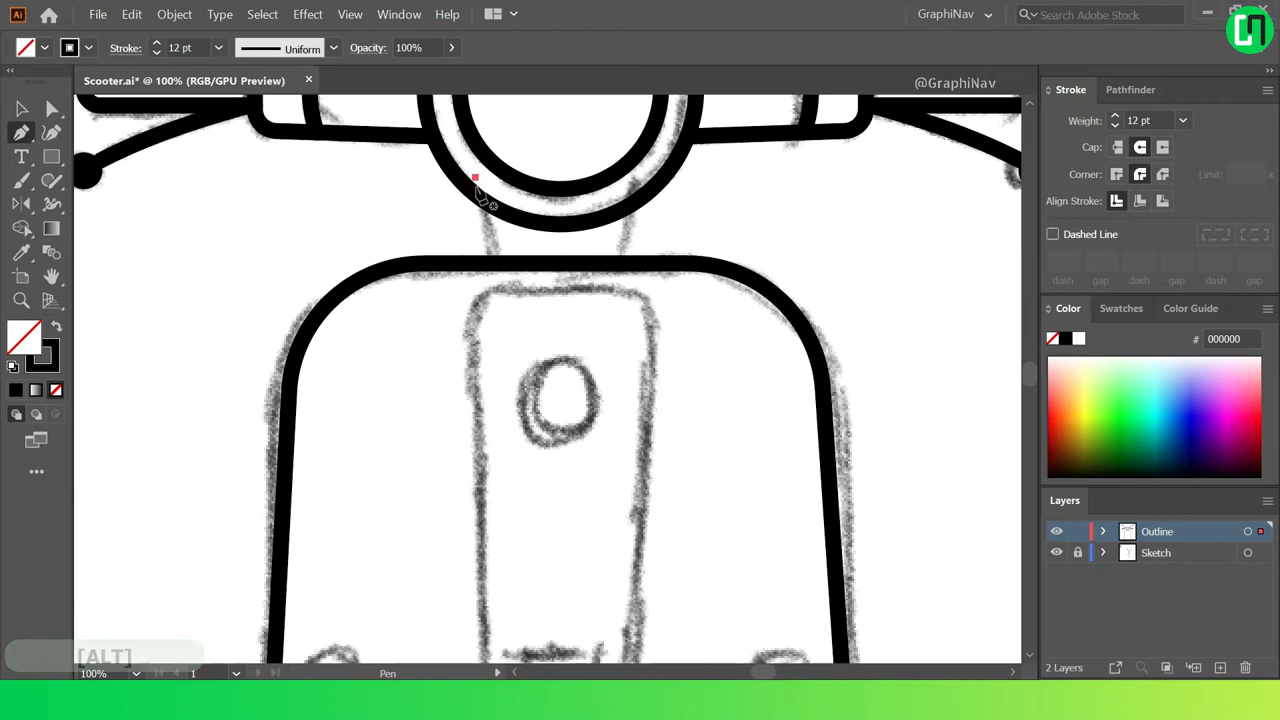 Ai File Edit Object Type Select Effect View Window Help GraphiNav Search Adobe Stock
Stroke: 12 pt Uniform Opacity: 100%
Scooter.ai* @ 100% (RGB/GPU Preview)
@GraphiNav
Stroke Pathfinder
Weight: 12 pt
Cap:
Corner: Limit:
Align Stroke:
Dashed Line
dash gap dash gap dash gap
Color Swatches Color Guide
# 000000
Layers
Outline
Sketch
[ALT]
100% 1 Pen 2 Layers